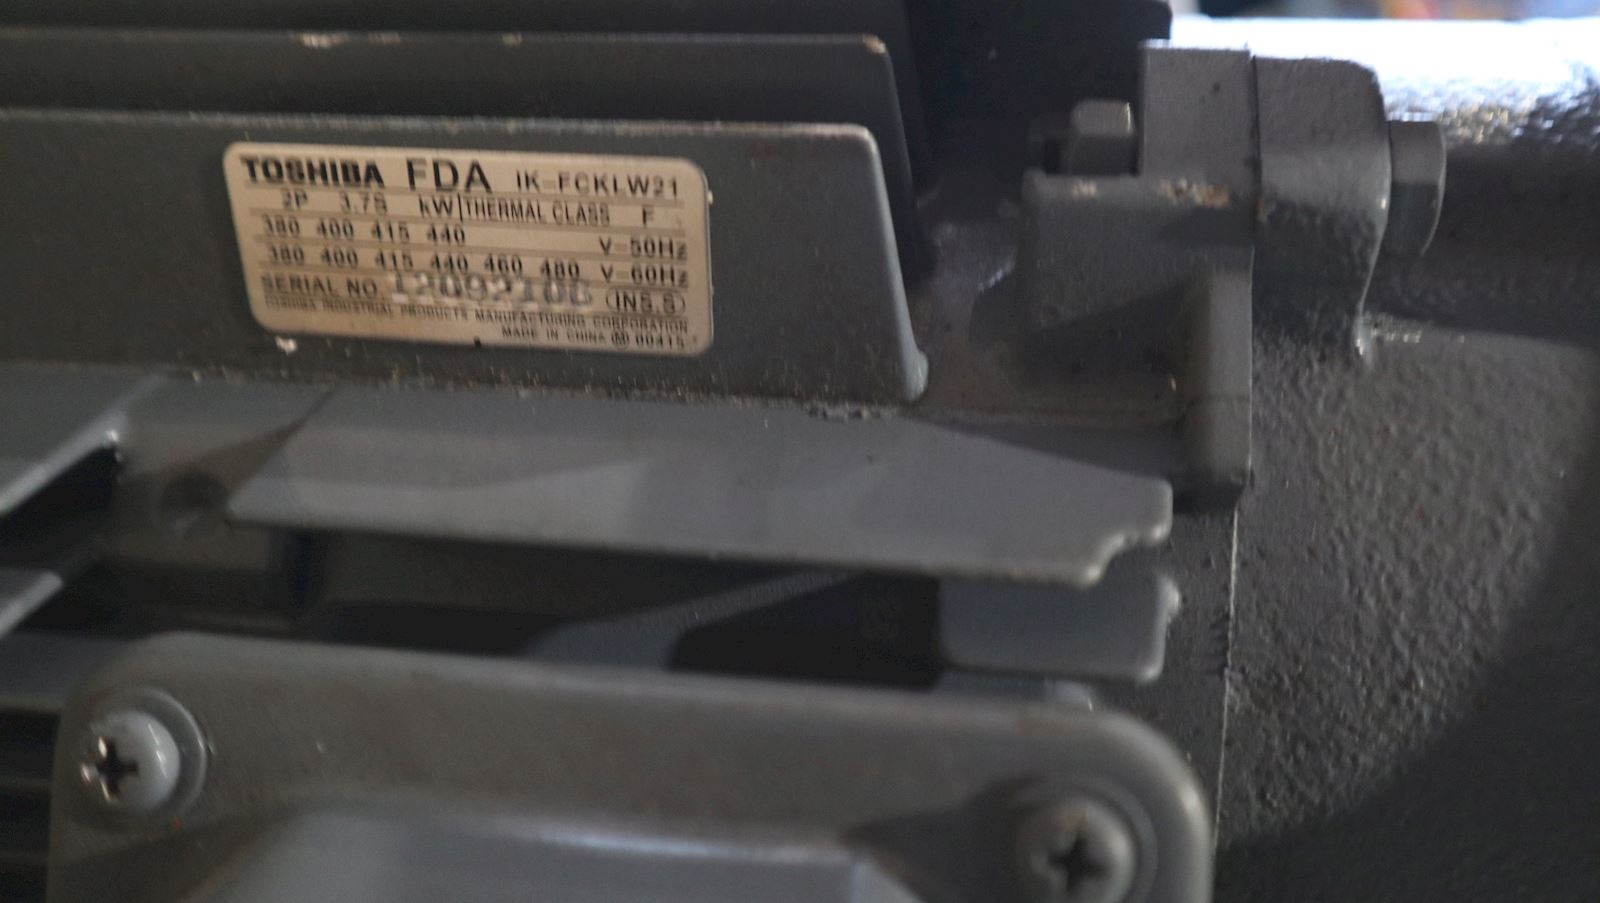 TOSHIBA FDA IK-FCKLW21
2P 3.75 kW THERMAL CLASS F
380 400 415 440 V-50Hz
380 400 415 440 460 480 V-60Hz
SERIAL NO (INS.S)
TOSHIBA INDUSTRIAL PRODUCTS MANUFACTURING CORPORATION
MADE IN CHINA Ⓜ 00415